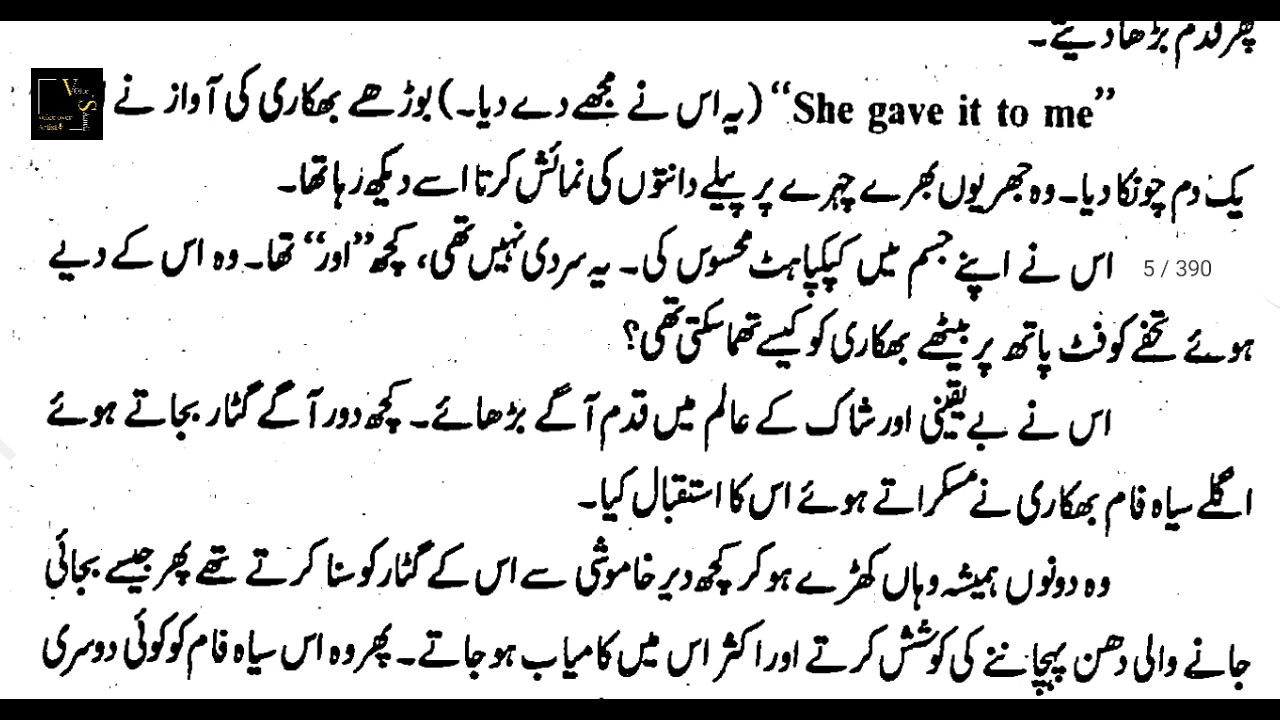 پھر قدم بڑھا دیے۔
”She gave it to me“ (یہ اس نے مجھے دے دیا۔) بوڑھے بھکاری کی آواز نے
یک دم چونکا دیا۔ وہ جھریوں بھرے چہرے پر پیلے دانتوں کی نمائش کرتا اسے دیکھ رہا تھا۔
اس نے اپنے جسم میں کپکپاہٹ محسوس کی۔ یہ سردی نہیں تھی، کچھ ”اور“ تھا۔ وہ اس کے دیے
5 / 390
ہوئے تحفے کو فٹ پاتھ پر بیٹھے بھکاری کو کیسے تھما سکتی تھی؟
اس نے بے یقینی اور شاک کے عالم میں قدم آگے بڑھائے۔ کچھ دور آگے گٹار بجاتے ہوئے
اگلے سیاہ فام بھکاری نے مسکراتے ہوئے اس کا استقبال کیا۔
وہ دونوں ہمیشہ وہاں کھڑے ہو کر کچھ دیر خاموشی سے اس کے گٹار کو سنا کرتے تھے پھر جیسے بجائی
جانے والی دھن پہچاننے کی کوشش کرتے اور اکثر اس میں کامیاب ہو جاتے۔ پھر وہ اس سیاہ فام کو کوئی دوسری
voice over
Artist